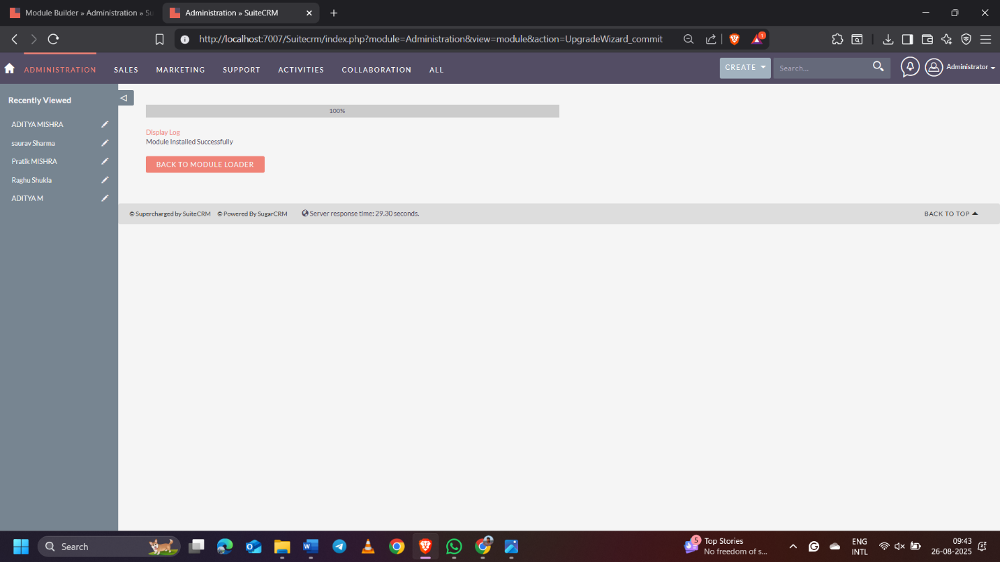 Module Builder » Administration » Su
Administration » SuiteCRM
http://localhost:7007/Suitecrm/index.php?module=Administration&view=module&action=UpgradeWizard_commit
1
ADMINISTRATION
SALES
MARKETING
SUPPORT
ACTIVITIES
COLLABORATION
ALL
CREATE
Search...
Administrator
Recently Viewed
ADITYA MISHRA
saurav Sharma
Pratik MISHRA
Raghu Shukla
ADITYA M
100%
Display Log
Module Installed Successfully
BACK TO MODULE LOADER
© Supercharged by SuiteCRM
© Powered By SugarCRM
Server response time: 29.30 seconds.
BACK TO TOP
Search
5
Top Stories
No freedom of s...
ENG
INTL
09:43
26-08-2025